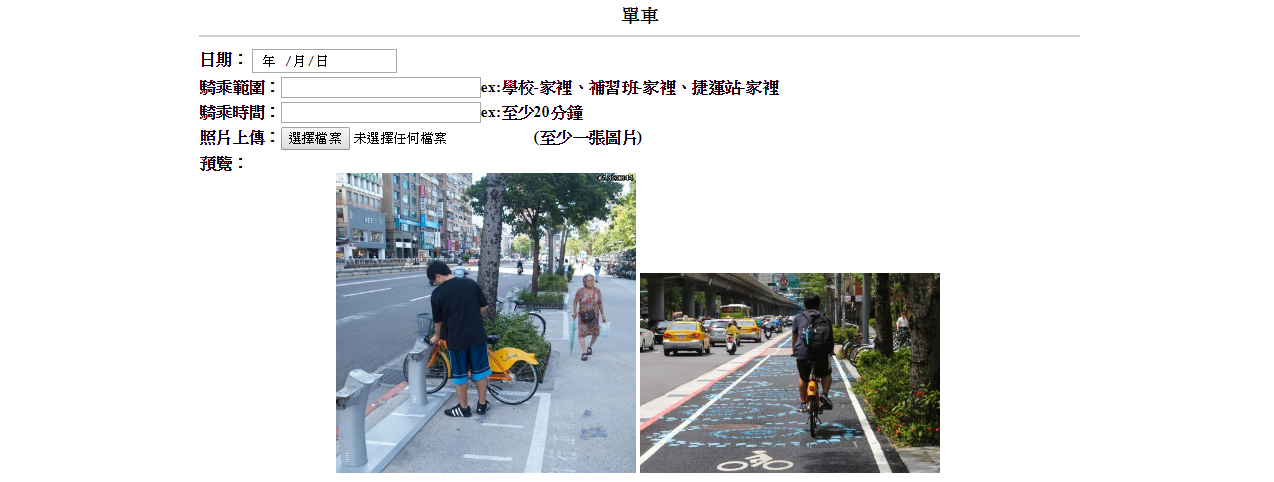 單車
日期： 年 /月/日
騎乘範圍：ex:學校-家裡、補習班-家裡、捷運站-家裡
騎乘時間：ex:至少20分鐘
照片上傳：選擇檔案 未選擇任何檔案 (至少一張圖片)
預覽：
NET